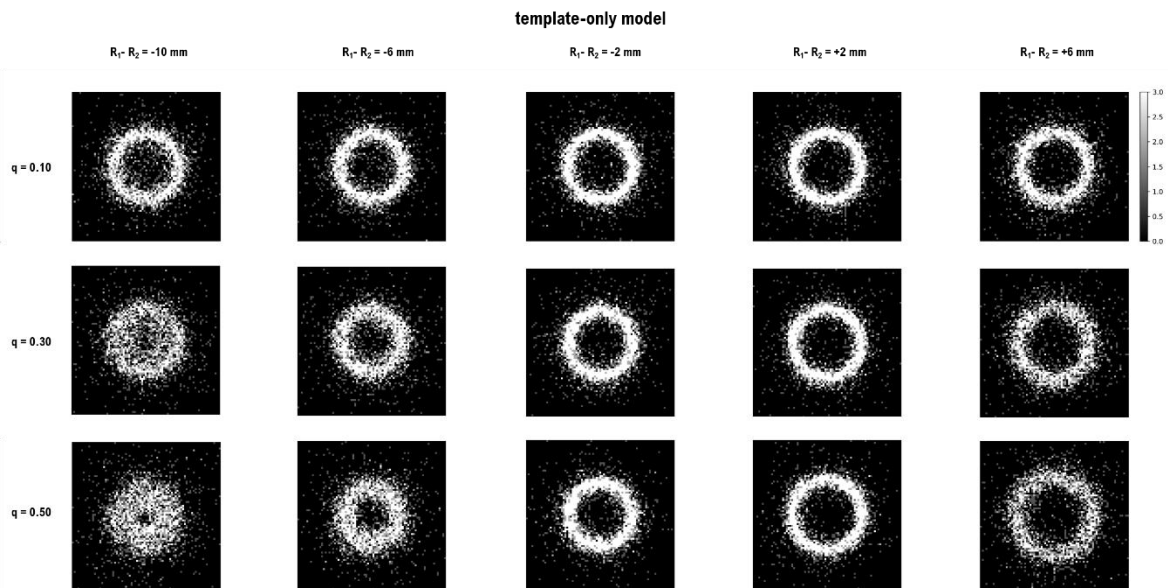 template-only model
R₁- R₂ = -10 mm
R₁- R₂ = -6 mm
R₁- R₂ = -2 mm
R₁- R₂ = +2 mm
R₁- R₂ = +6 mm
q = 0.10
3.0
2.5
2.0
1.5
1.0
0.5
0.0
q = 0.30
q = 0.50